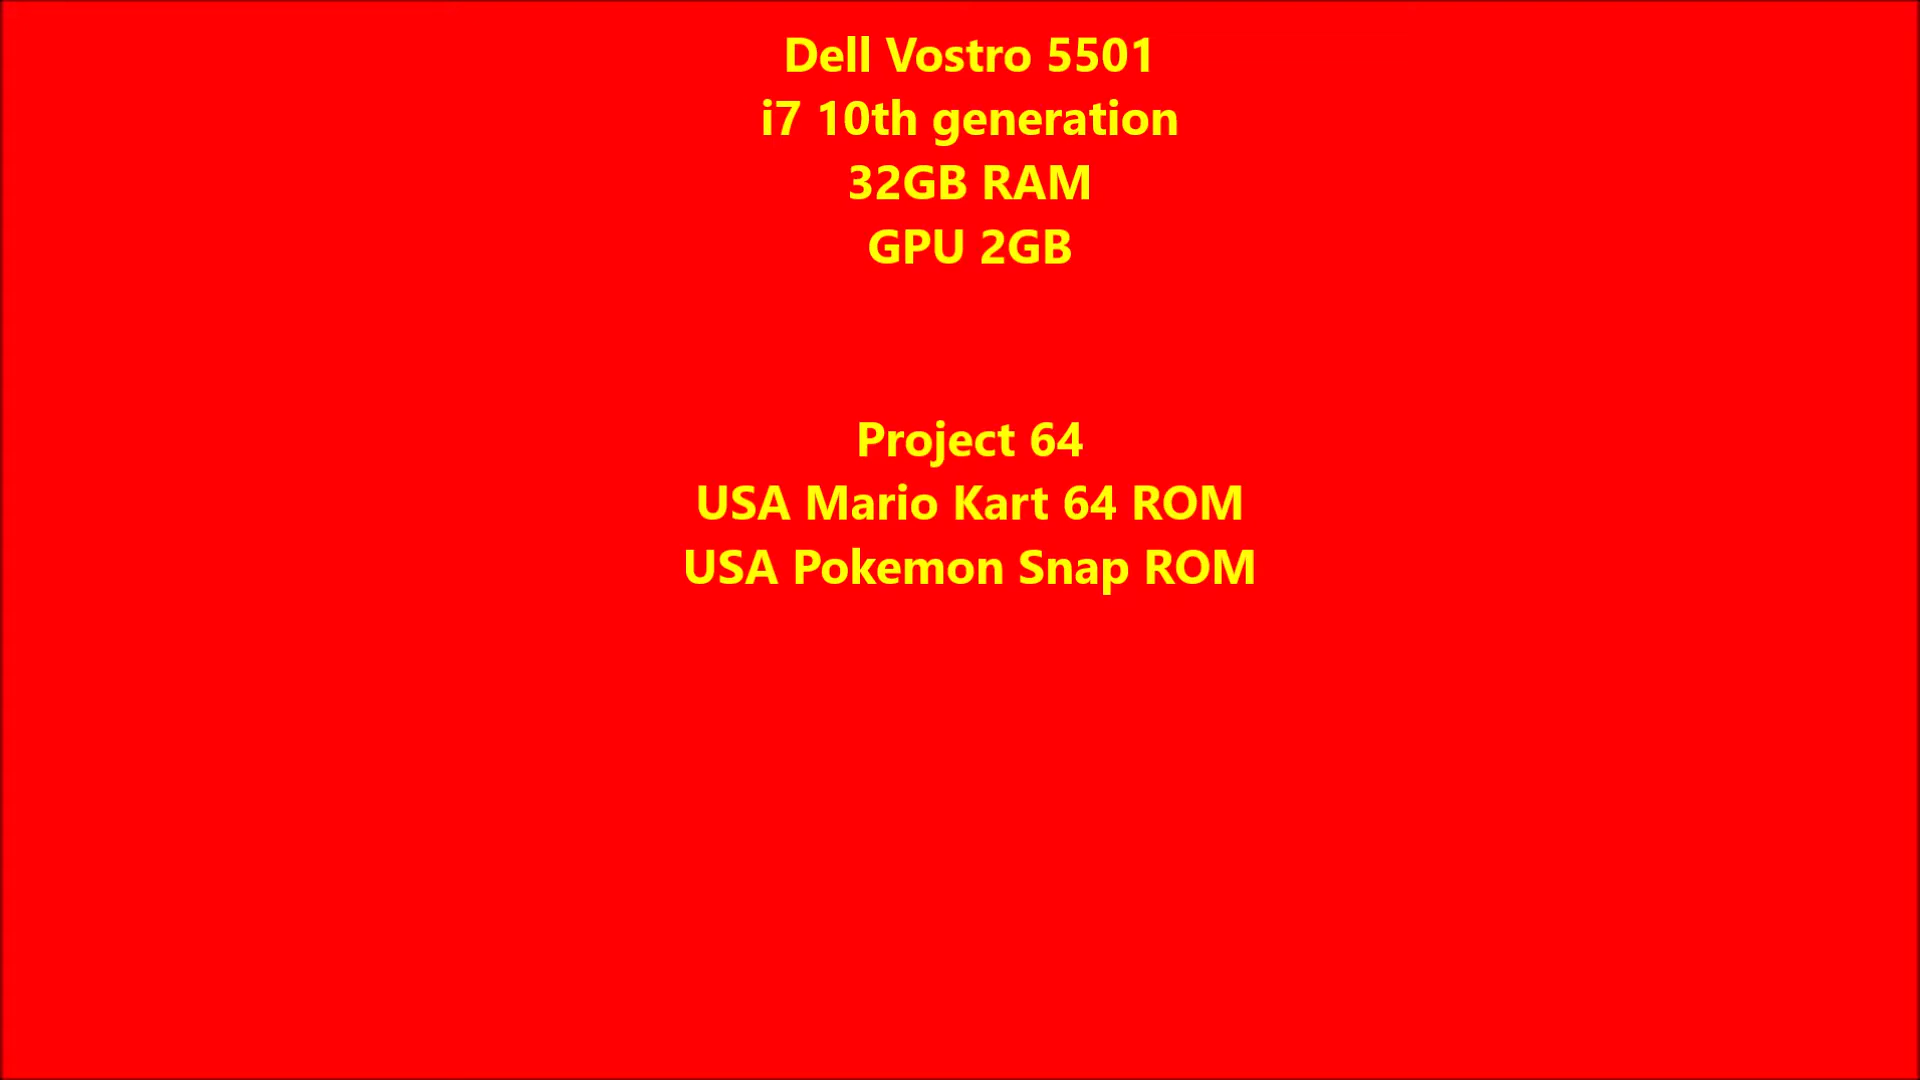 Dell Vostro 5501
i7 10th generation
32GB RAM
GPU 2GB
Project 64
USA Mario Kart 64 ROM
USA Pokemon Snap ROM